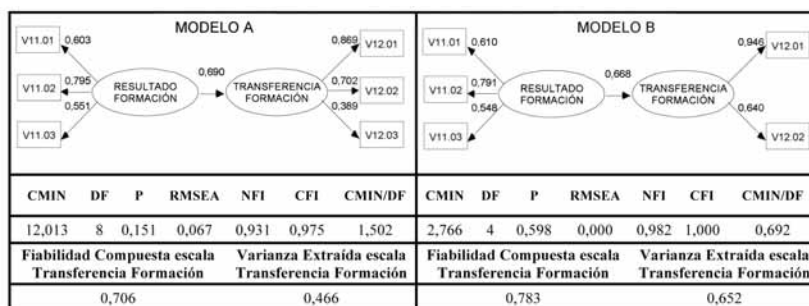 MODELO A
V11.01
0,603
V11.02
0,795
V11.03
0,551
RESULTADO
FORMACIÓN
0,690
TRANSFERENCIA
FORMACIÓN
0,869
V12.01
0,702
V12.02
0,389
V12.03
CMIN DF P RMSEA NFI CFI CMIN/DF
12,013 8 0,151 0,067 0,931 0,975 1,502
Fiabilidad Compuesta escala Transferencia Formación
Varianza Extraída escala Transferencia Formación
0,706 0,466
MODELO B
V11.01
0,610
V11.02
0,791
V11.03
0,548
RESULTADO
FORMACIÓN
0,668
TRANSFERENCIA
FORMACIÓN
0,946
V12.01
0,640
V12.02
CMIN DF P RMSEA NFI CFI CMIN/DF
2,766 4 0,598 0,000 0,982 1,000 0,692
Fiabilidad Compuesta escala Transferencia Formación
Varianza Extraída escala Transferencia Formación
0,783 0,652